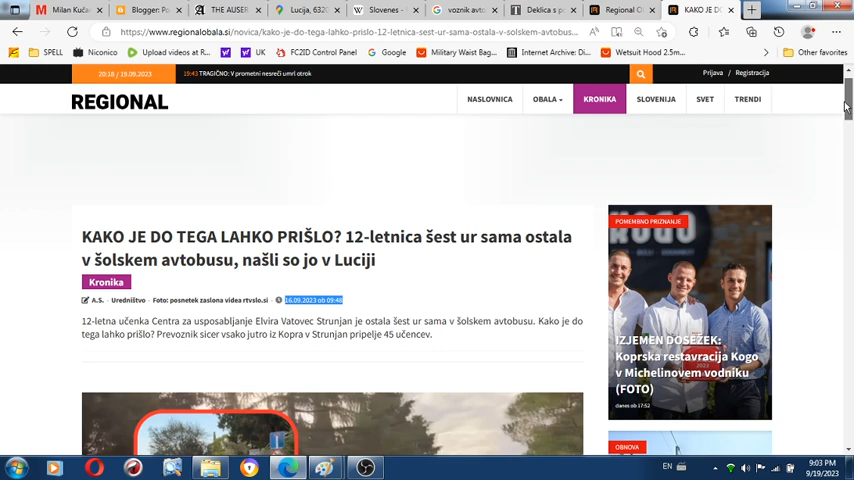 Milan Kuča
Blogger: Po
THE AUSER
Lucija, 6320
Slovenes -
voznik avto
Deklica s po
Regional O
KAKO JE DO
https://www.regionalobala.si/novica/kako-je-do-tega-lahko-prislo-12-letnica-sest-ur-sama-ostala-v-solskem-avtobusu...
SPELL
Niconico
Upload videos at R...
UK
FC2ID Control Panel
Google
Military Waist Bag...
Internet Archive: Di...
Wetsuit Hood 2.5m...
Other favorites
20:18 / 19.09.2023
19:43 TRAGIČNO: V prometni nesreči umrl otrok
Prijava / Registracija
REGIONAL
NASLOVNICA
OBALA
KRONIKA
SLOVENIJA
SVET
TRENDI
KAKO JE DO TEGA LAHKO PRIŠLO? 12-letnica šest ur sama ostala
v šolskem avtobusu, našli so jo v Luciji
Kronika
A.S. - Uredništvo - Foto: posnetek zaslona videa rtvslo.si - 16.09.2023 ob 09:48
12-letna učenka Centra za usposabljanje Elvira Vatovec Strunjan je ostala šest ur sama v šolskem avtobusu. Kako je do
tega lahko prišlo? Prevoznik sicer vsako jutro iz Kopra v Strunjan pripelje 45 učencev.
POMEMBNO PRIZNANJE
KOGO
IZJEMEN DOSEŽEK:
Koprska restavracija Kogo
v Michelinovem vodniku
(FOTO)
2022
danes ob 17:52
OBNOVA
EN
9:03 PM
9/19/2023